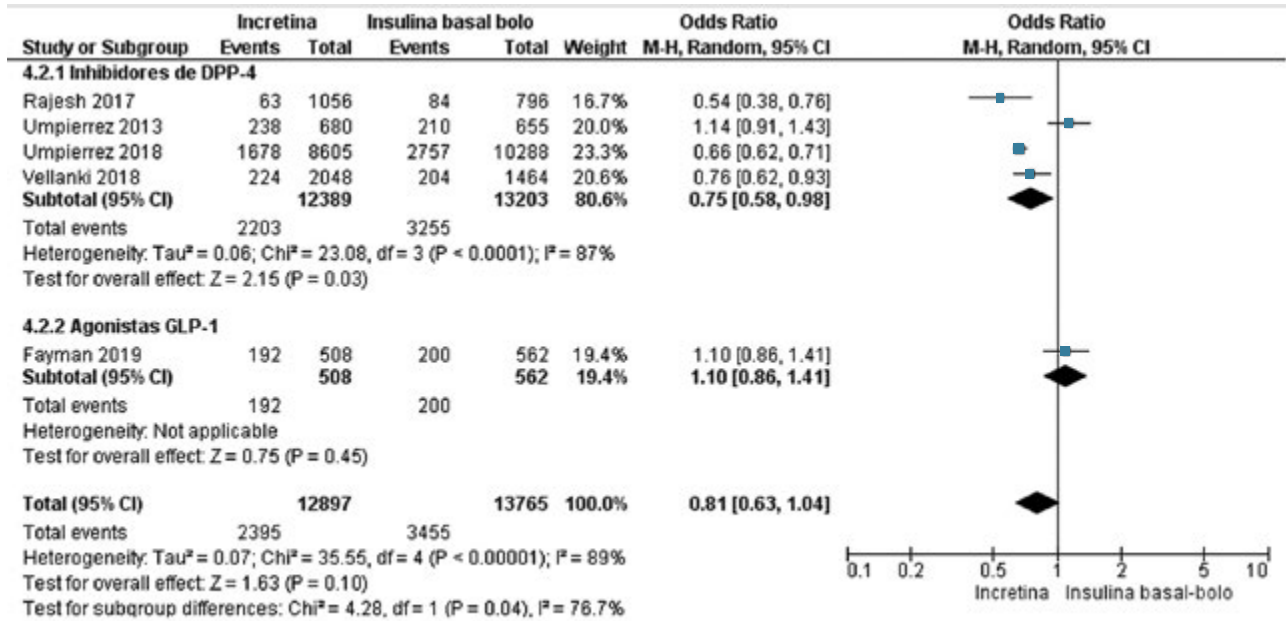 Incretina Insulina basal bolo Odds Ratio Odds Ratio
Study or Subgroup Events Total Events Total Weight M-H, Random, 95% CI M-H, Random, 95% CI
4.2.1 Inhibidores de DPP-4
Rajesh 2017 63 1056 84 796 16.7% 0.54 [0.38, 0.76]
Umpierrez 2013 238 680 210 655 20.0% 1.14 [0.91, 1.43]
Umpierrez 2018 1678 8605 2757 10288 23.3% 0.66 [0.62, 0.71]
Vellanki 2018 224 2048 204 1464 20.6% 0.76 [0.62, 0.93]
Subtotal (95% CI) 12389 13203 80.6% 0.75 [0.58, 0.98]
Total events 2203 3255
Heterogeneity: Tau² = 0.06; Chi² = 23.08, df = 3 (P < 0.0001); I² = 87%
Test for overall effect: Z = 2.15 (P = 0.03)
4.2.2 Agonistas GLP-1
Fayman 2019 192 508 200 562 19.4% 1.10 [0.86, 1.41]
Subtotal (95% CI) 508 562 19.4% 1.10 [0.86, 1.41]
Total events 192 200
Heterogeneity: Not applicable
Test for overall effect: Z = 0.75 (P = 0.45)
Total (95% CI) 12897 13765 100.0% 0.81 [0.63, 1.04]
Total events 2395 3455
Heterogeneity: Tau² = 0.07; Chi² = 35.55, df = 4 (P < 0.00001); I² = 89%
Test for overall effect: Z = 1.63 (P = 0.10)
Test for subgroup differences: Chi² = 4.28, df = 1 (P = 0.04), I² = 76.7%
0.1 0.2 0.5 1 2 5 10
Incretina Insulina basal-bolo